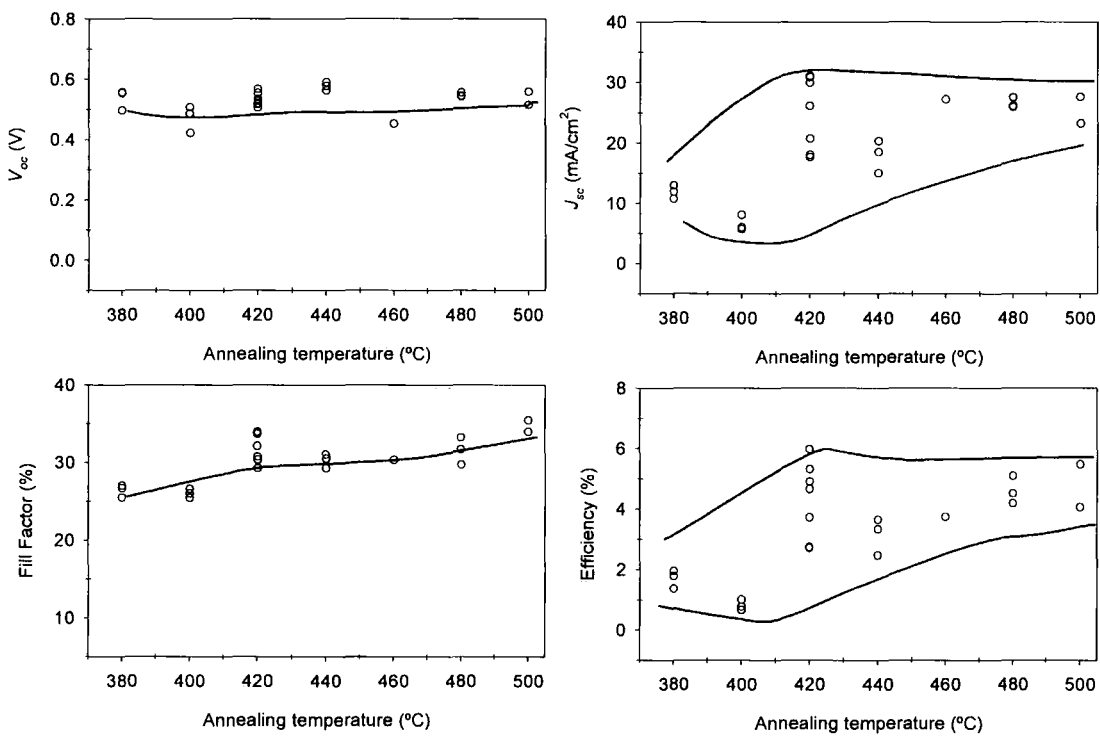 0.8
0.6
0.4
0.2
0.0
V_oc (V)
380 400 420 440 460 480 500
Annealing temperature (ºC)
40
30
20
10
0
J_sc (mA/cm²)
380 400 420 440 460 480 500
Annealing temperature (ºC)
40
30
20
10
Fill Factor (%)
380 400 420 440 460 480 500
Annealing temperature (ºC)
8
6
4
2
0
Efficiency (%)
380 400 420 440 460 480 500
Annealing temperature (ºC)